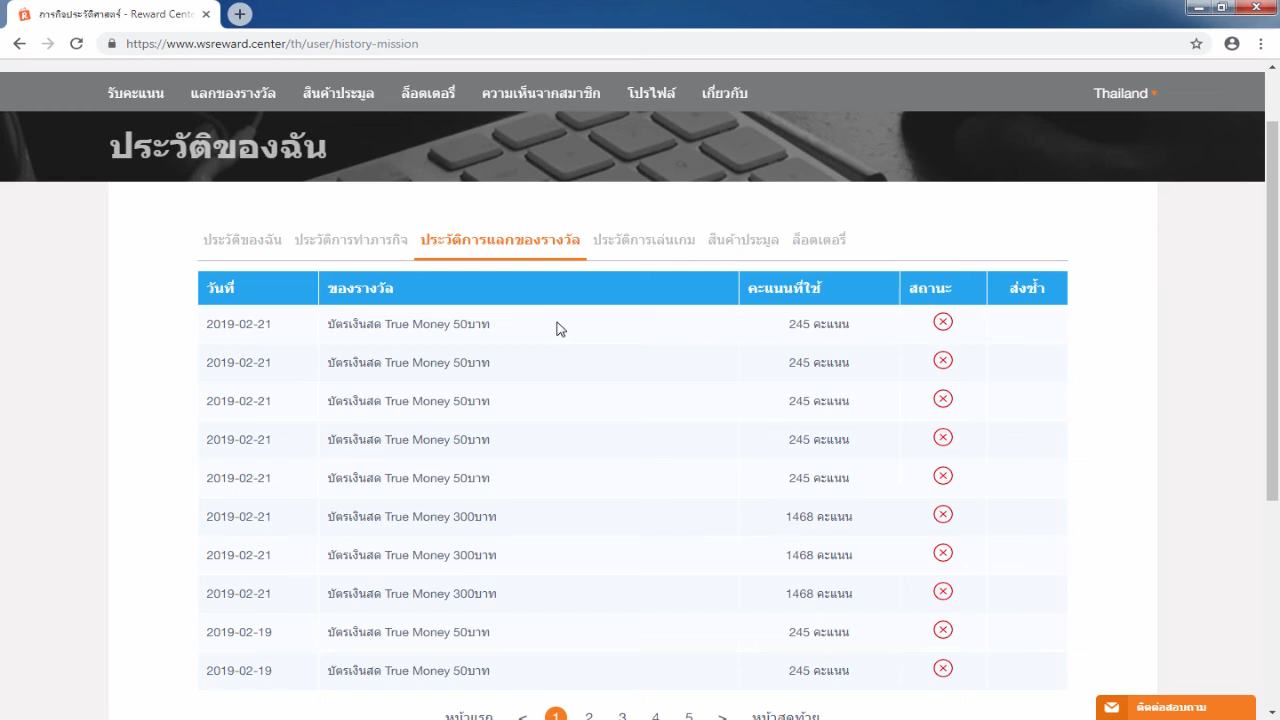 ภารกิจประวัติศาสตร์ - Reward Cente
https://www.wsreward.center/th/user/history-mission
รับคะแนน แลกของรางวัล สินค้าประมูล ล็อตเตอรี่ ความเห็นจากสมาชิก โปรไฟล์ เกี่ยวกับ Thailand
ประวัติของฉัน
ประวัติของฉัน ประวัติการทำภารกิจ ประวัติการแลกของรางวัล ประวัติการเล่นเกม สินค้าประมูล ล็อตเตอรี่
วันที่ ของรางวัล คะแนนที่ใช้ สถานะ ส่งซ้ำ
2019-02-21 บัตรเงินสด True Money 50บาท 245 คะแนน
2019-02-21 บัตรเงินสด True Money 50บาท 245 คะแนน
2019-02-21 บัตรเงินสด True Money 50บาท 245 คะแนน
2019-02-21 บัตรเงินสด True Money 50บาท 245 คะแนน
2019-02-21 บัตรเงินสด True Money 50บาท 245 คะแนน
2019-02-21 บัตรเงินสด True Money 300บาท 1468 คะแนน
2019-02-21 บัตรเงินสด True Money 300บาท 1468 คะแนน
2019-02-21 บัตรเงินสด True Money 300บาท 1468 คะแนน
2019-02-19 บัตรเงินสด True Money 50บาท 245 คะแนน
2019-02-19 บัตรเงินสด True Money 50บาท 245 คะแนน
หน้าแรก < 1 2 3 4 5 > หน้าสุดท้าย
ติดต่อสอบถาม